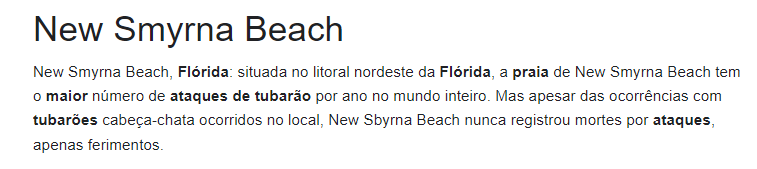 New Smyrna Beach
New Smyrna Beach, Flórida: situada no litoral nordeste da Flórida, a praia de New Smyrna Beach tem
o maior número de ataques de tubarão por ano no mundo inteiro. Mas apesar das ocorrências com
tubarões cabeça-chata ocorridos no local, New Sbyrna Beach nunca registrou mortes por ataques,
apenas ferimentos.